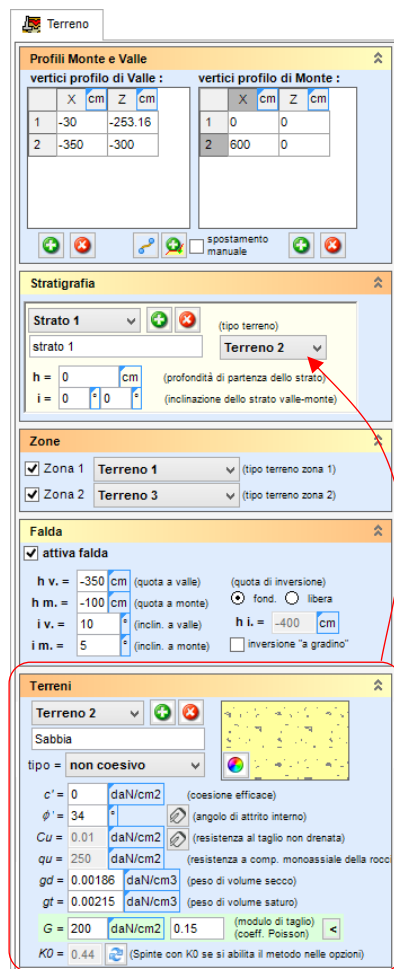 Terreno
Profili Monte e Valle
vertici profilo di Valle : vertici profilo di Monte :
X cm Z cm X cm Z cm
1 -30 -253.16 1 0 0
2 -350 -300 2 600 0
spostamento
manuale
Stratigrafia
Strato 1 (tipo terreno)
strato 1 Terreno 2
h = 0 cm (profondità di partenza dello strato)
i = 0 ° 0 ° (inclinazione dello strato valle-monte)
Zone
Zona 1 Terreno 1 (tipo terreno zona 1)
Zona 2 Terreno 3 (tipo terreno zona 2)
Falda
attiva falda
h v. = -350 cm (quota a valle) (quota di inversione)
h m. = -100 cm (quota a monte) fond. libera
i v. = 10 ° (inclin. a valle) h i. = -400 cm
i m. = 5 ° (inclin. a monte) inversione "a gradino"
Terreni
Terreno 2
Sabbia
tipo = non coesivo
c' = 0 daN/cm2 (coesione efficace)
ϕ' = 34 ° (angolo di attrito interno)
Cu = 0.01 daN/cm2 (resistenza al taglio non drenata)
qu = 250 daN/cm2 (resistenza a comp. monoassiale della rocci
gd = 0.00186 daN/cm3 (peso di volume secco)
gt = 0.00215 daN/cm3 (peso di volume saturo)
G = 200 daN/cm2 0.15 (modulo di taglio) (coeff. Poisson) <
K0 = 0.44 (Spinte con K0 se si abilita il metodo nelle opzioni)